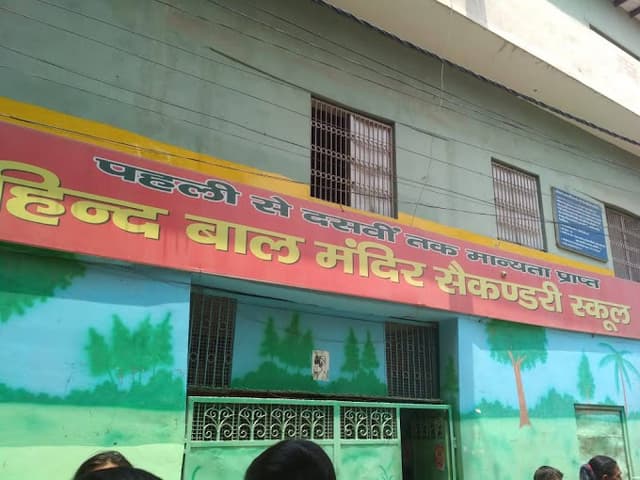 पहली से दसवीं तक मान्यता प्राप्त
हिन्द बाल मंदिर सैकण्डरी स्कूल